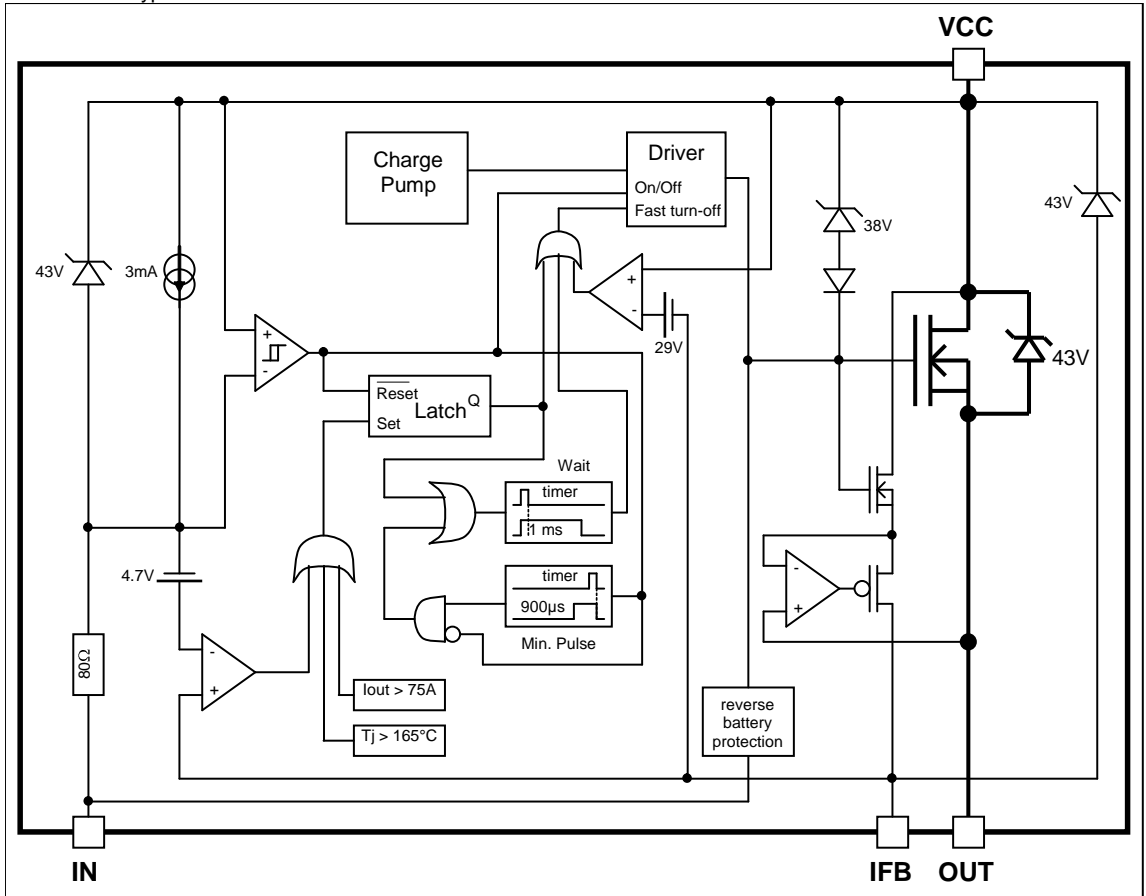 VCC
Charge
Pump
Driver
On/Off
Fast turn-off
43V
3mA
38V
43V
+
-
+
-
29V
43V
Reset
Latch
Q
Set
Wait
timer
1 ms
4.7V
timer
900µs
Min. Pulse
-
+
80Ω
-
+
Iout > 75A
Tj > 165°C
reverse
battery
protection
IN
IFB
OUT